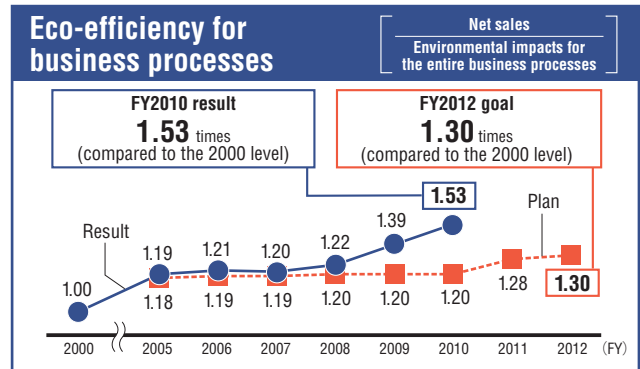 Eco-efficiency for
business processes
Net sales
Environmental impacts for
the entire business processes
FY2010 result
1.53 times
(compared to the 2000 level)
FY2012 goal
1.30 times
(compared to the 2000 level)
1.53
Result
Plan
1.00
1.19
1.21
1.20
1.22
1.39
1.18
1.19
1.19
1.20
1.20
1.20
1.28
1.30
2000 2005 2006 2007 2008 2009 2010 2011 2012 (FY)